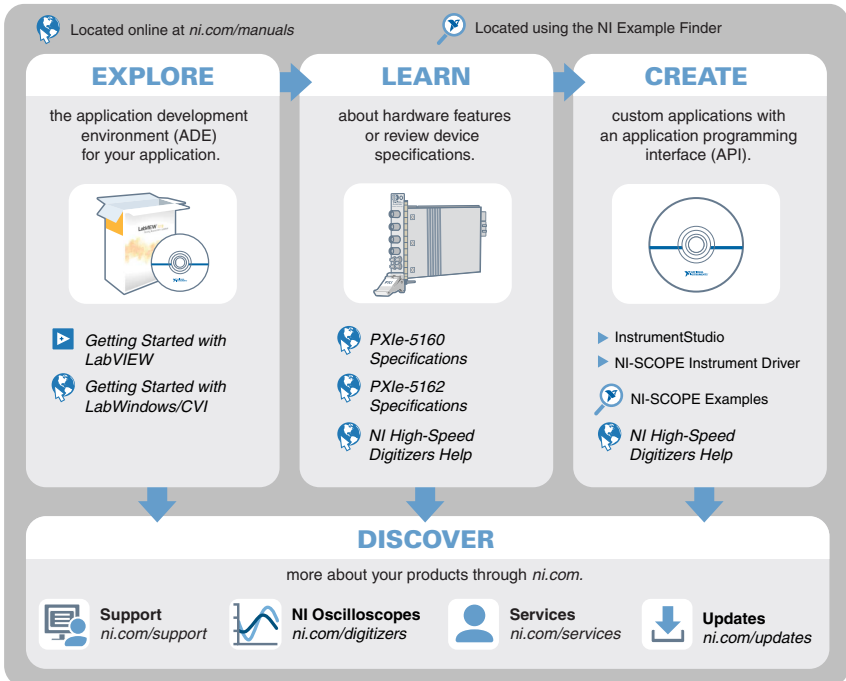 Located online at ni.com/manuals
Located using the NI Example Finder
EXPLORE
the application development
environment (ADE)
for your application.
LabVIEW
Getting Started with
LabVIEW
Getting Started with
LabWindows/CVI
LEARN
about hardware features
or review device
specifications.
PXIe-5160
Specifications
PXIe-5162
Specifications
NI High-Speed
Digitizers Help
CREATE
custom applications with
an application programming
interface (API).
InstrumentStudio
NI-SCOPE Instrument Driver
NI-SCOPE Examples
NI High-Speed
Digitizers Help
DISCOVER
more about your products through ni.com.
Support
ni.com/support
NI Oscilloscopes
ni.com/digitizers
Services
ni.com/services
Updates
ni.com/updates